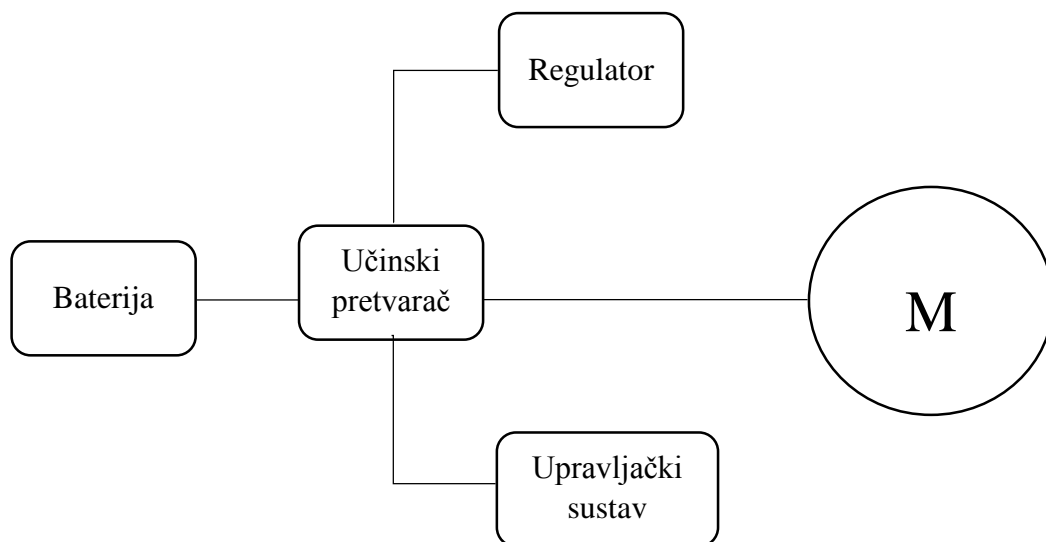 Regulator
Učinski
pretvarač
Baterija
M
Upravljački
sustav